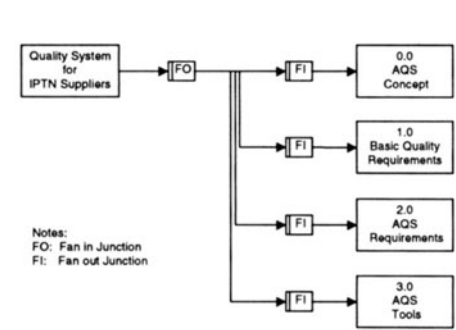 Quality System
for
IPTN Suppliers
FO
FI
0.0
AQS
Concept
FI
1.0
Basic Quality
Requirements
FI
2.0
AQS
Requirements
FI
3.0
AQS
Tools
Notes:
FO: Fan in Junction
FI: Fan out Junction